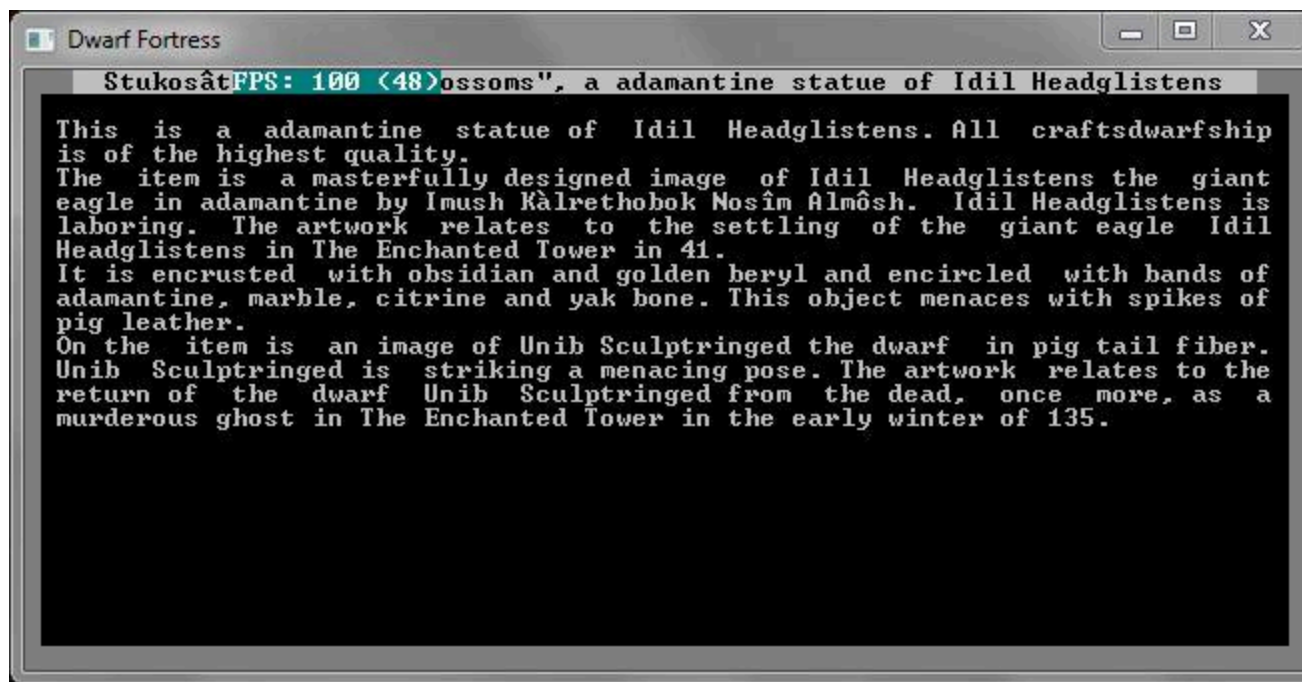 Dwarf Fortress
StukosâtFPS: 100 (48)ossoms", a adamantine statue of Idil Headglistens
This is a adamantine statue of Idil Headglistens. All craftsdwarfship
is of the highest quality.
The item is a masterfully designed image of Idil Headglistens the giant
eagle in adamantine by Imush Kàlrethobok Nosîm Almôsh. Idil Headglistens is
laboring. The artwork relates to the settling of the giant eagle Idil
Headglistens in The Enchanted Tower in 41.
It is encrusted with obsidian and golden beryl and encircled with bands of
adamantine, marble, citrine and yak bone. This object menaces with spikes of
pig leather.
On the item is an image of Unib Sculptringed the dwarf in pig tail fiber.
Unib Sculptringed is striking a menacing pose. The artwork relates to the
return of the dwarf Unib Sculptringed from the dead, once more, as a
murderous ghost in The Enchanted Tower in the early winter of 135.